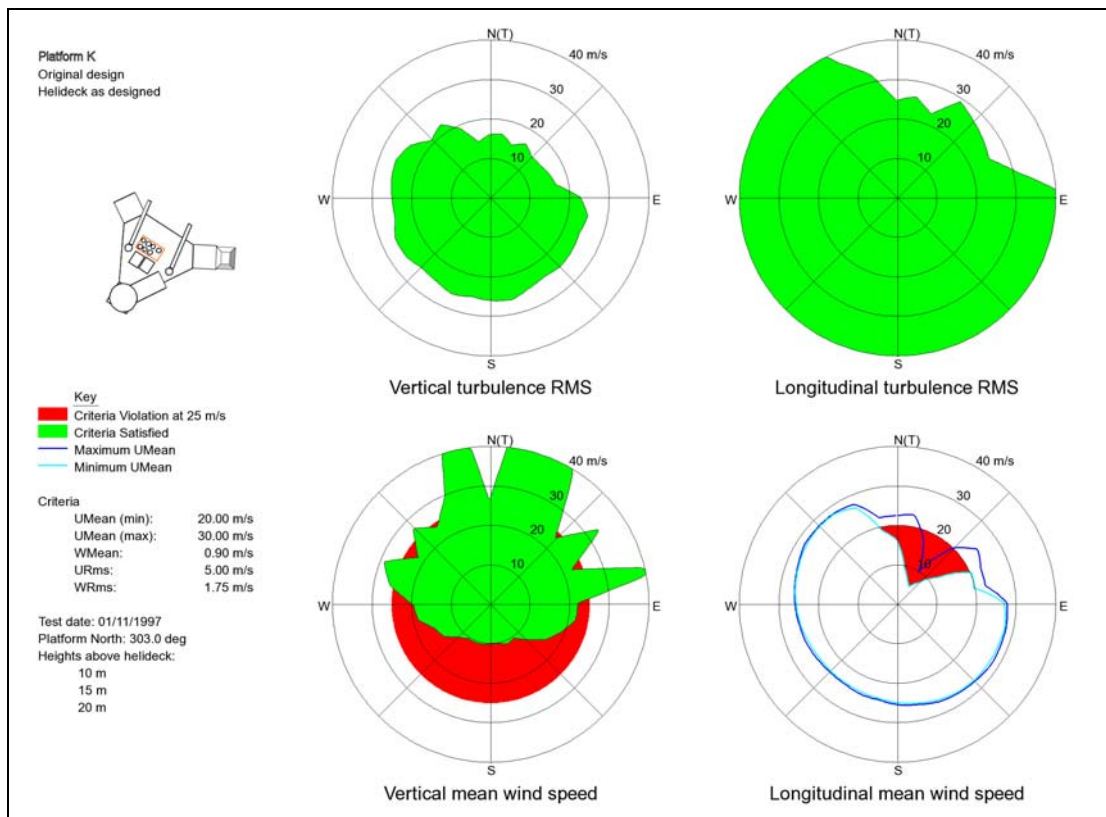 Platform K
Original design
Helideck as designed
N(T)
40 m/s
30
20
10
W
E
S
Vertical turbulence RMS
N(T)
40 m/s
30
20
10
W
E
S
Longitudinal turbulence RMS
Key
Criteria Violation at 25 m/s
Criteria Satisfied
Maximum UMean
Minimum UMean
Criteria
UMean (min): 20.00 m/s
UMean (max): 30.00 m/s
WMean: 0.90 m/s
URms: 5.00 m/s
WRms: 1.75 m/s
Test date: 01/11/1997
Platform North: 303.0 deg
Heights above helideck:
10 m
15 m
20 m
N(T)
40 m/s
30
20
10
W
E
S
Vertical mean wind speed
N(T)
40 m/s
30
20
10
W
E
S
Longitudinal mean wind speed